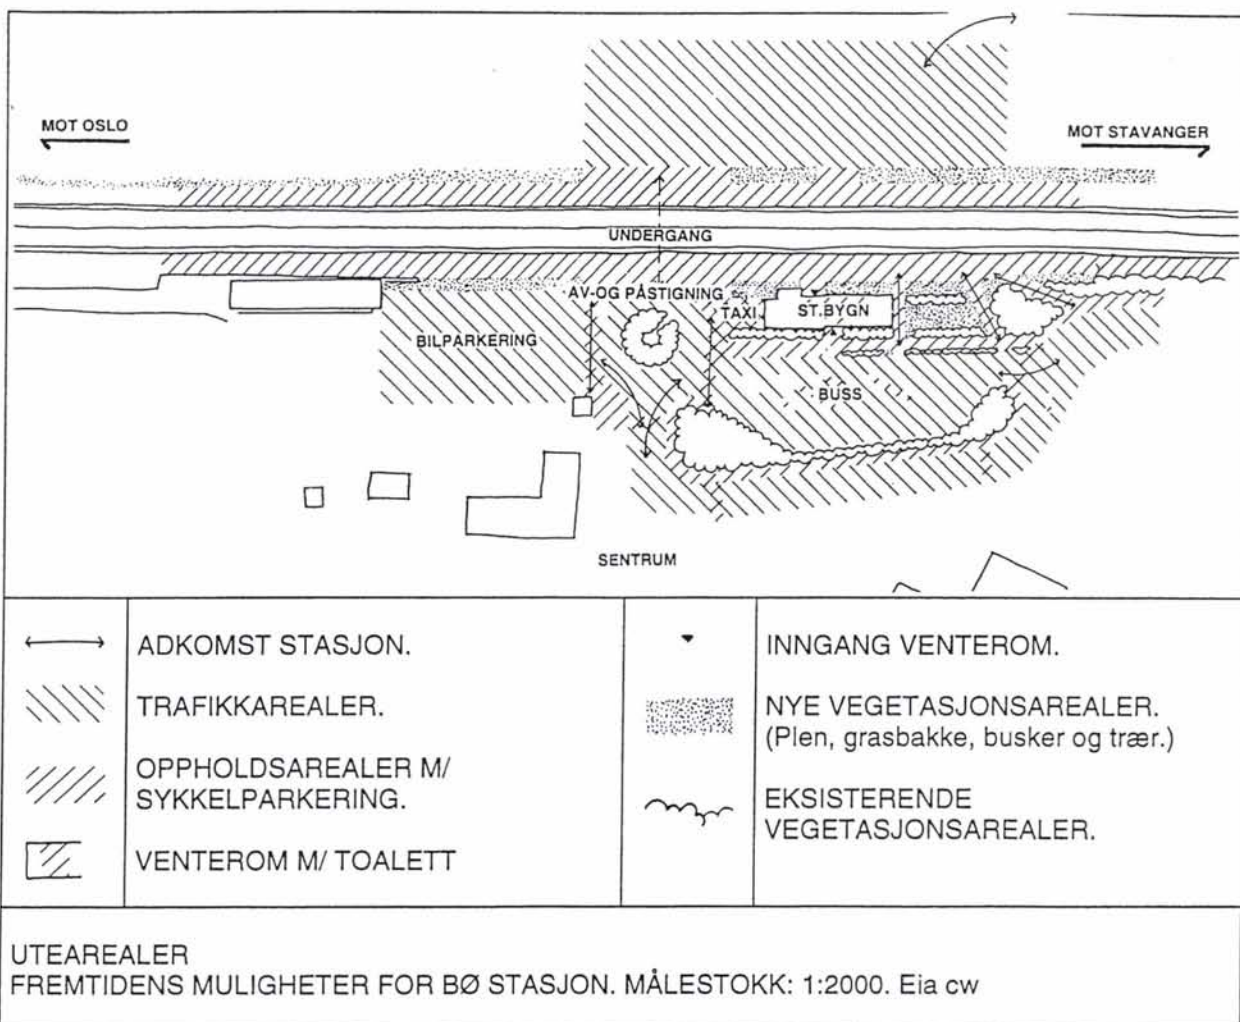 MOT OSLO
MOT STAVANGER
UNDERGANG
AV-OG PÅSTIGNING
TAXI
ST.BYGN
BILPARKERING
BUSS
SENTRUM
ADKOMST STASJON.
TRAFIKKAREALER.
OPPHOLDSAREALER M/
SYKKELPARKERING.
VENTEROM M/ TOALETT
INNGANG VENTEROM.
NYE VEGETASJONSAREALER.
(Plen, grasbakke, busker og trær.)
EKSISTERENDE
VEGETASJONSAREALER.
UTEAREALER
FREMTIDENS MULIGHETER FOR BØ STASJON. MÅLESTOKK: 1:2000. Eia cw